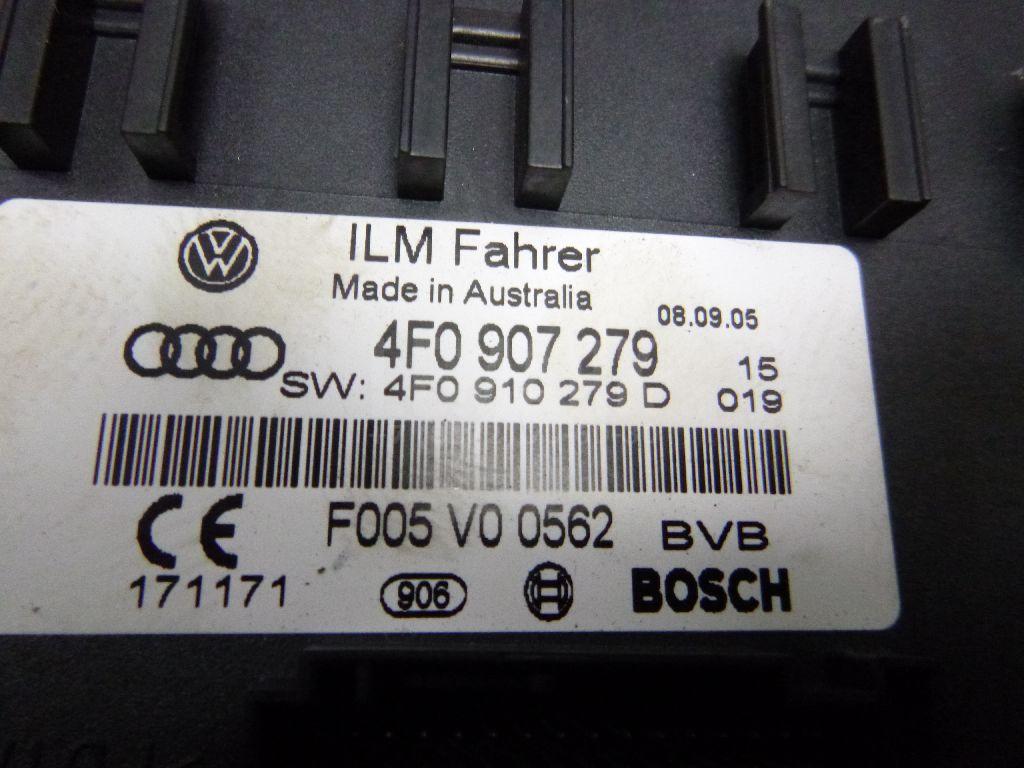 ILM Fahrer
Made in Australia
08.09.05
4F0 907 279 15
SW: 4F0 910 279 D 019
F005 V0 0562 BVB
CE
171171 906 BOSCH